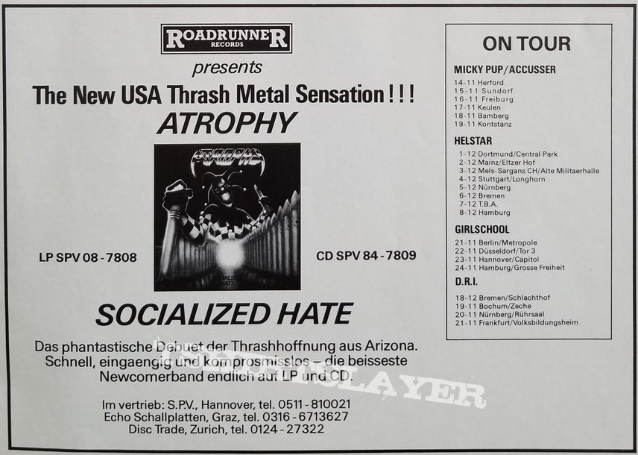 ROADRUNNER
RECORDS
presents
The New USA Thrash Metal Sensation!!!
ATROPHY
ATROPHY
LP SPV 08-7808
CD SPV 84-7809
SOCIALIZED HATE
Das phantastische Debust der Thrashhoffnung aus Arizona.
Schnell, eingaengig und komprosmisslos – die beisseste
Newcomerband endlich auf LP und CD.
Im vertrieb: S.P.V., Hannover, tel. 0511-810021
Echo Schallplatten, Graz, tel. 0316-6713627
Disc Trade, Zurich, tel. 0124-27322
ON TOUR
MICKY PUP/ACCUSSER
14-11 Herford
15-11 Sundorf
16-11 Freiburg
17-11 Keulen
18-11 Bamberg
19-11 Kontstanz
HELSTAR
1-12 Dortmund/Central Park
2-12 Mainz/Eltzer Hof
3-12 Meis-Sargans CH/Alte Militaerhalle
4-12 Stuttgart/Longhorn
5-12 Nürnberg
6-12 Bremen
7-12 T.B.A.
8-12 Hamburg
GIRLSCHOOL
21-11 Berlin/Metropole
22-11 Düsseldorf/Tor 3
23-11 Hannover/Capitol
24-11 Hamburg/Grosse Freiheit
D.R.I.
18-12 Bremen/Schlachthof
19-11 Bochum/Zeche
20-11 Nürnberg/Rührsaal
21-11 Frankfurt/Volksbildungsheim
TSHIRTSLAYER